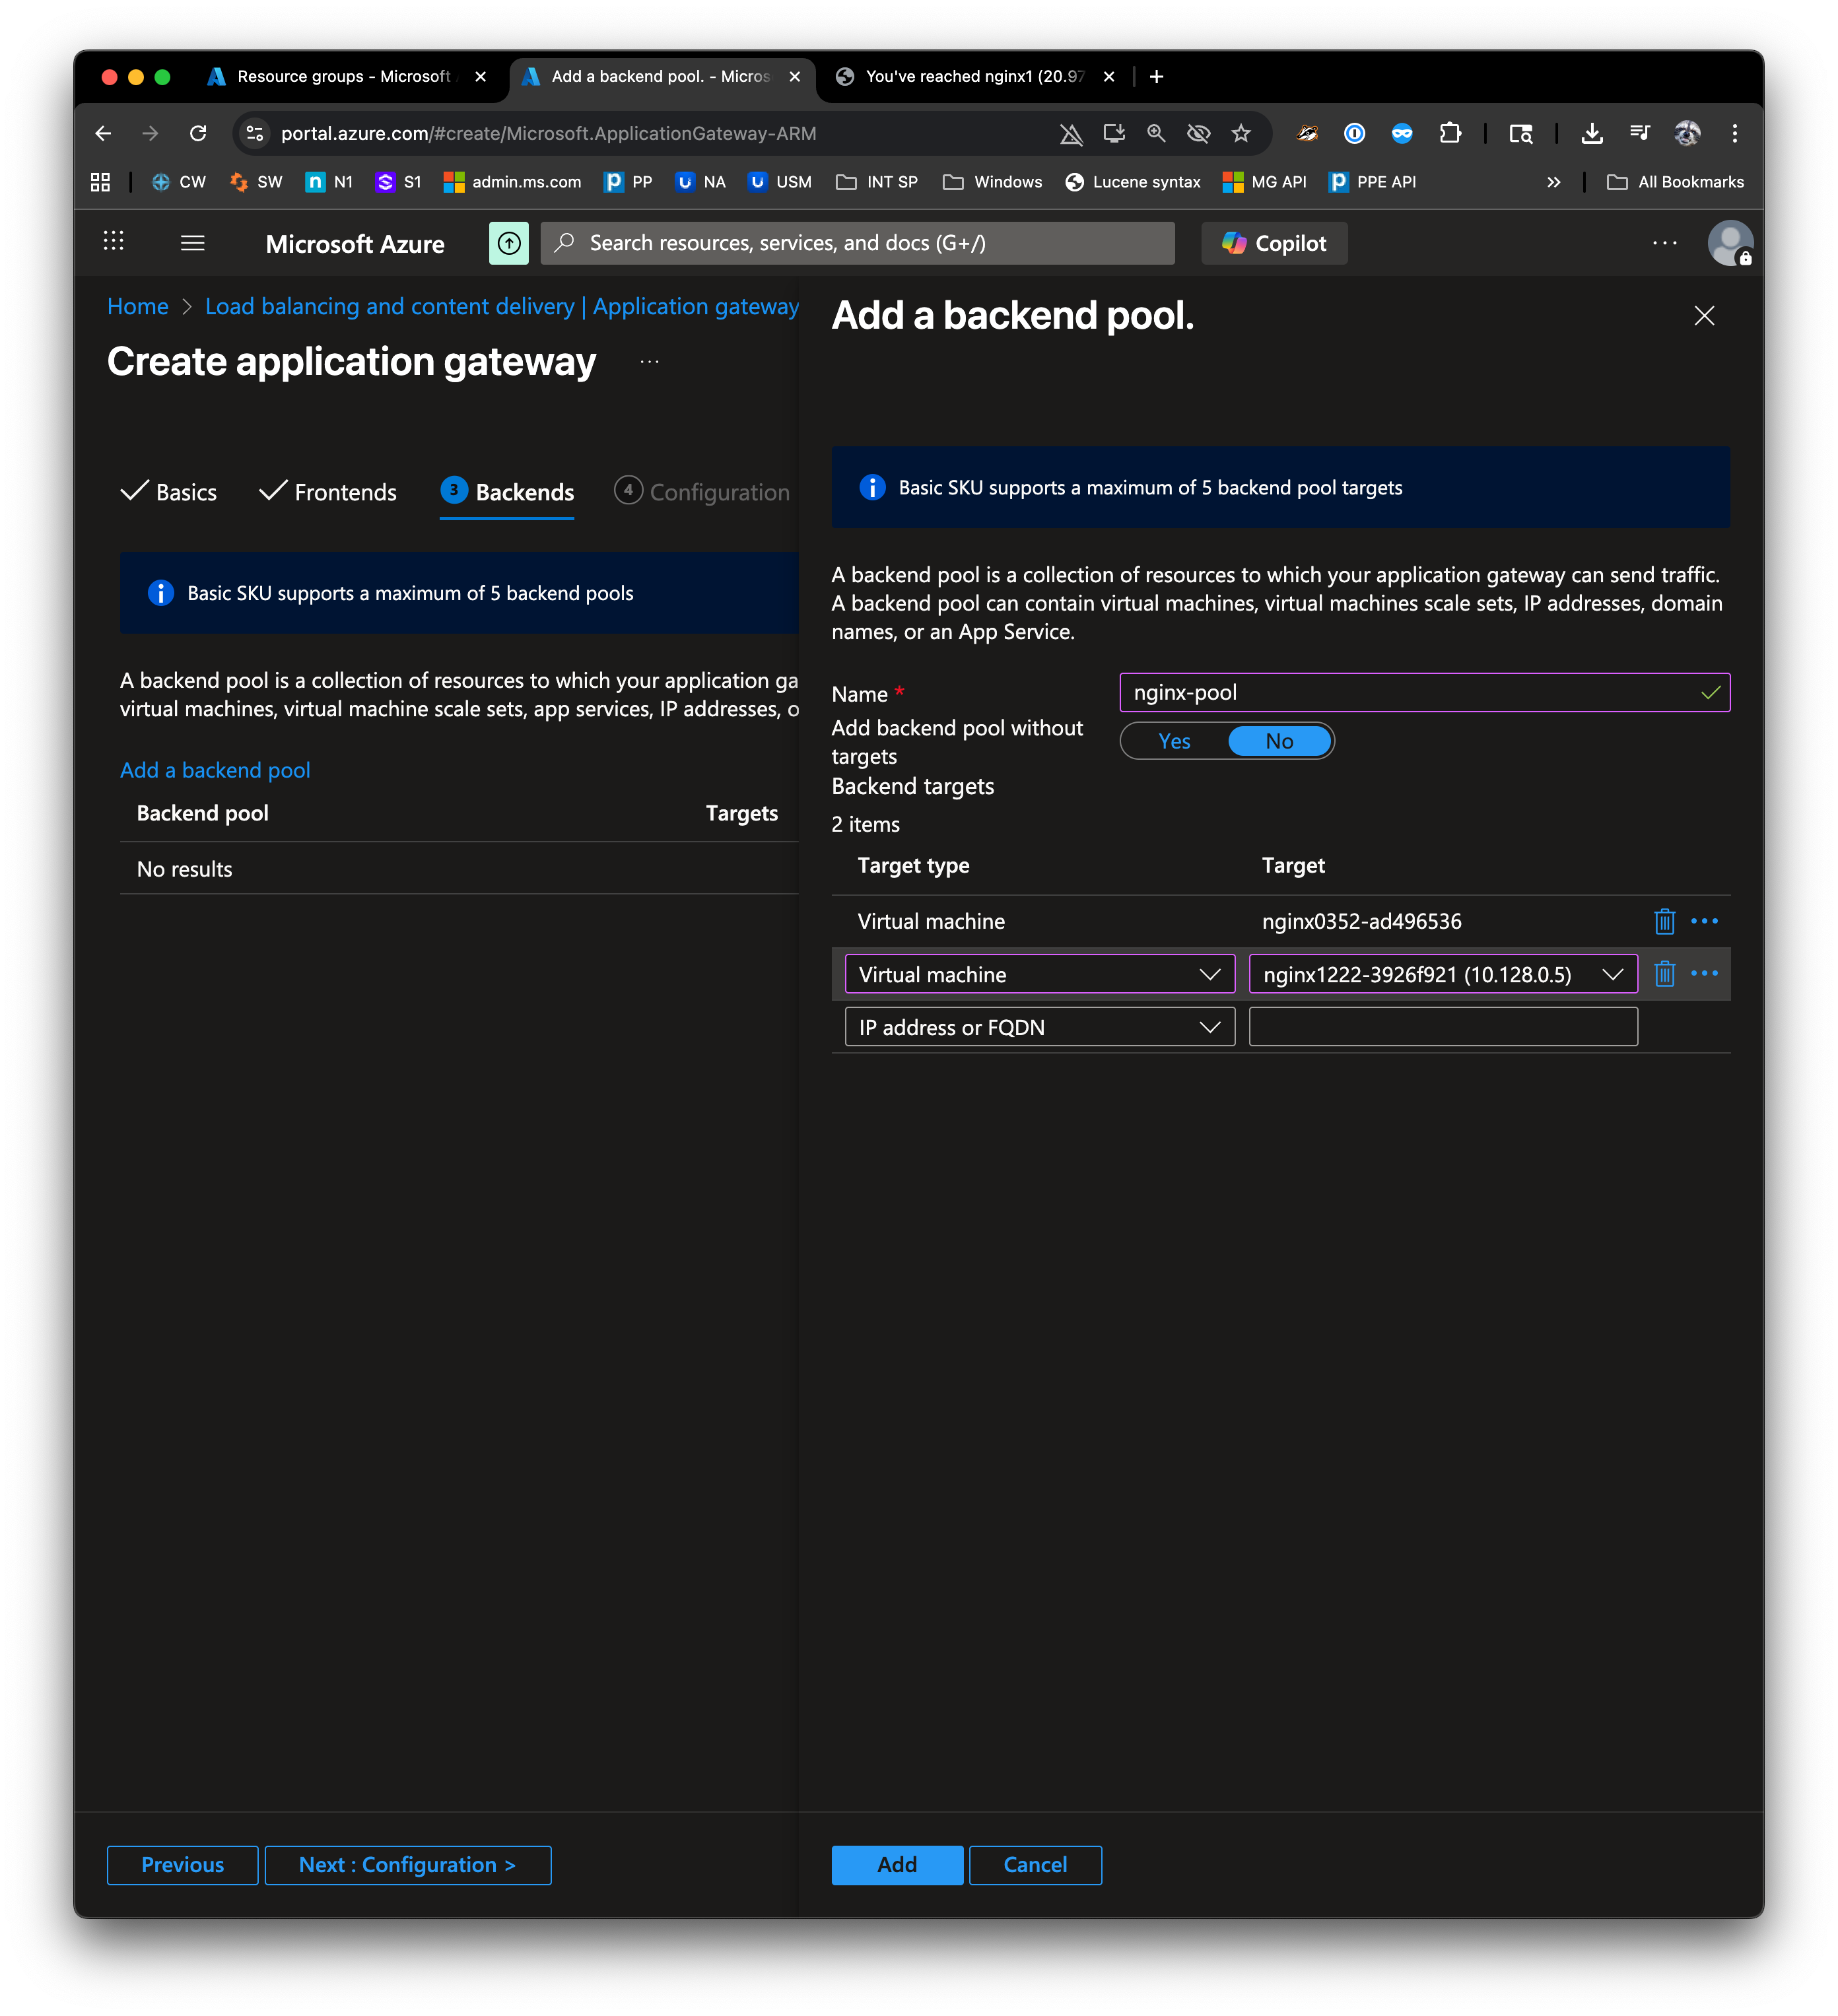 Resource groups - Microsoft
Add a backend pool. - Micros
You've reached nginx1 (20.97
portal.azure.com/#create/Microsoft.ApplicationGateway-ARM
CW
SW
N1
S1
admin.ms.com
PP
NA
USM
INT SP
Windows
Lucene syntax
MG API
PPE API
All Bookmarks
Microsoft Azure
Search resources, services, and docs (G+/)
Copilot
Home > Load balancing and content delivery | Application gateway
Create application gateway
Basics
Frontends
3 Backends
4 Configuration
Basic SKU supports a maximum of 5 backend pools
A backend pool is a collection of resources to which your application ga
virtual machines, virtual machine scale sets, app services, IP addresses, o
Add a backend pool
Backend pool Targets
No results
Previous
Next : Configuration >
Add a backend pool.
Basic SKU supports a maximum of 5 backend pool targets
A backend pool is a collection of resources to which your application gateway can send traffic.
A backend pool can contain virtual machines, virtual machines scale sets, IP addresses, domain
names, or an App Service.
Name *
nginx-pool
Add backend pool without
targets
Yes No
Backend targets
2 items
Target type Target
Virtual machine nginx0352-ad496536
Virtual machine nginx1222-3926f921 (10.128.0.5)
IP address or FQDN
Add
Cancel